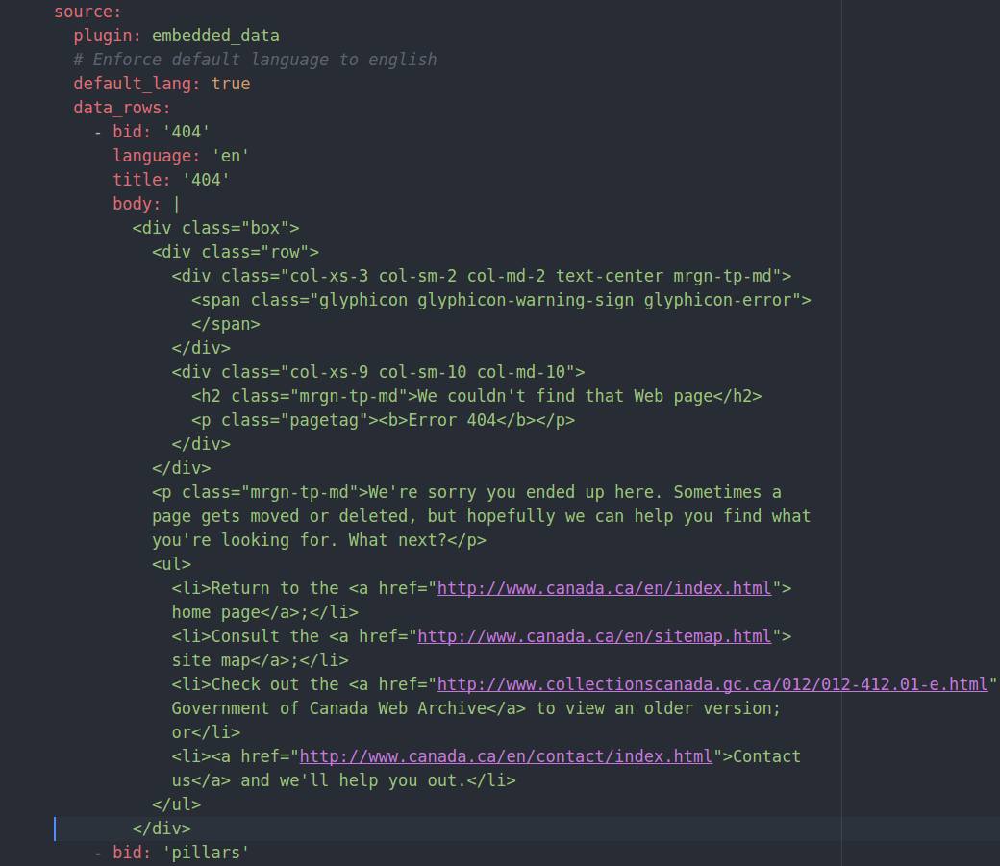 source:
  plugin: embedded_data
  # Enforce default language to english
  default_lang: true
  data_rows:
    - bid: '404'
      language: 'en'
      title: '404'
      body: |
        <div class="box">
          <div class="row">
            <div class="col-xs-3 col-sm-2 col-md-2 text-center mrgn-tp-md">
              <span class="glyphicon glyphicon-warning-sign glyphicon-error">
              </span>
            </div>
            <div class="col-xs-9 col-sm-10 col-md-10">
              <h2 class="mrgn-tp-md">We couldn't find that Web page</h2>
              <p class="pagetag"><b>Error 404</b></p>
            </div>
          </div>
          <p class="mrgn-tp-md">We're sorry you ended up here. Sometimes a
          page gets moved or deleted, but hopefully we can help you find what
          you're looking for. What next?</p>
          <ul>
            <li>Return to the <a href="http://www.canada.ca/en/index.html">
            home page</a>;</li>
            <li>Consult the <a href="http://www.canada.ca/en/sitemap.html">
            site map</a>;</li>
            <li>Check out the <a href="http://www.collectionscanada.gc.ca/012/012-412.01-e.html"
            Government of Canada Web Archive</a> to view an older version;
            or</li>
            <li><a href="http://www.canada.ca/en/contact/index.html">Contact
            us</a> and we'll help you out.</li>
          </ul>
        </div>
    - bid: 'pillars'